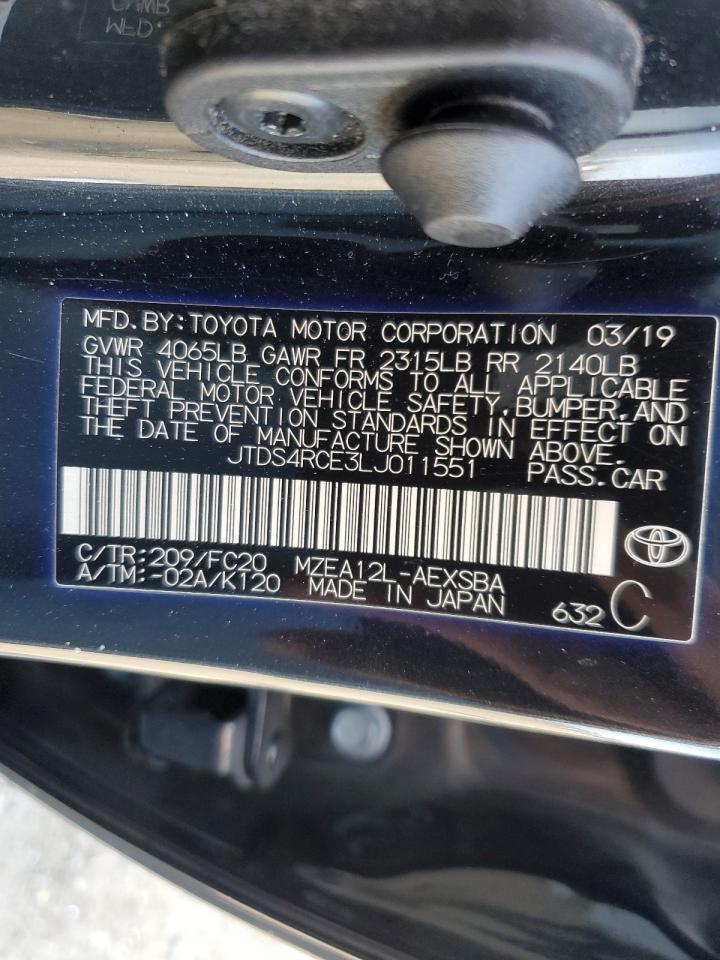 MFD. BY:TOYOTA MOTOR CORPORATION 03/19
GVWR 4065LB GAWR FR 2315LB RR 2140LB
THIS VEHICLE CONFORMS TO ALL APPLICABLE
FEDERAL MOTOR VEHICLE SAFETY,BUMPER,AND
THEFT PREVENTION STANDARDS IN EFFECT ON
THE DATE OF MANUFACTURE SHOWN ABOVE.
JTDS4RCE3LJ011551 PASS.CAR
C/TR:209/FC20 MZEA12L-AEXSBA
A/TM:-02A/K120 MADE IN JAPAN 632 C